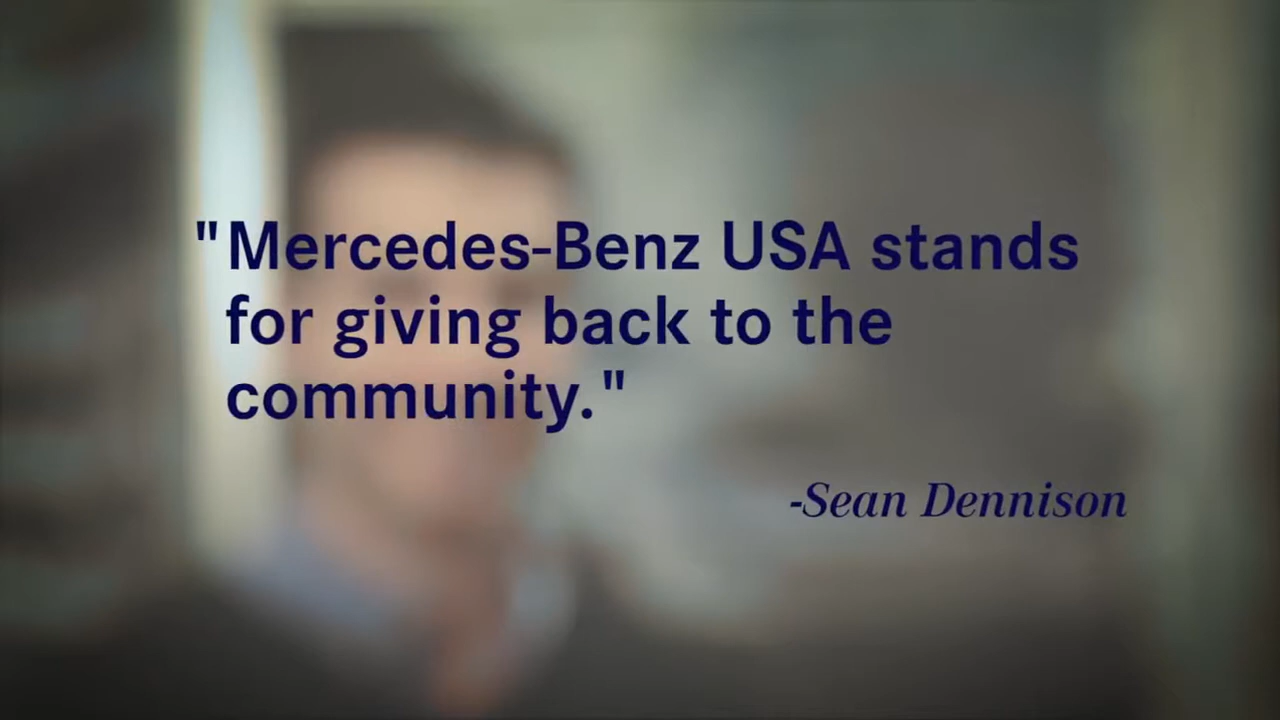 "Mercedes-Benz USA stands
for giving back to the
community."
-Sean Dennison